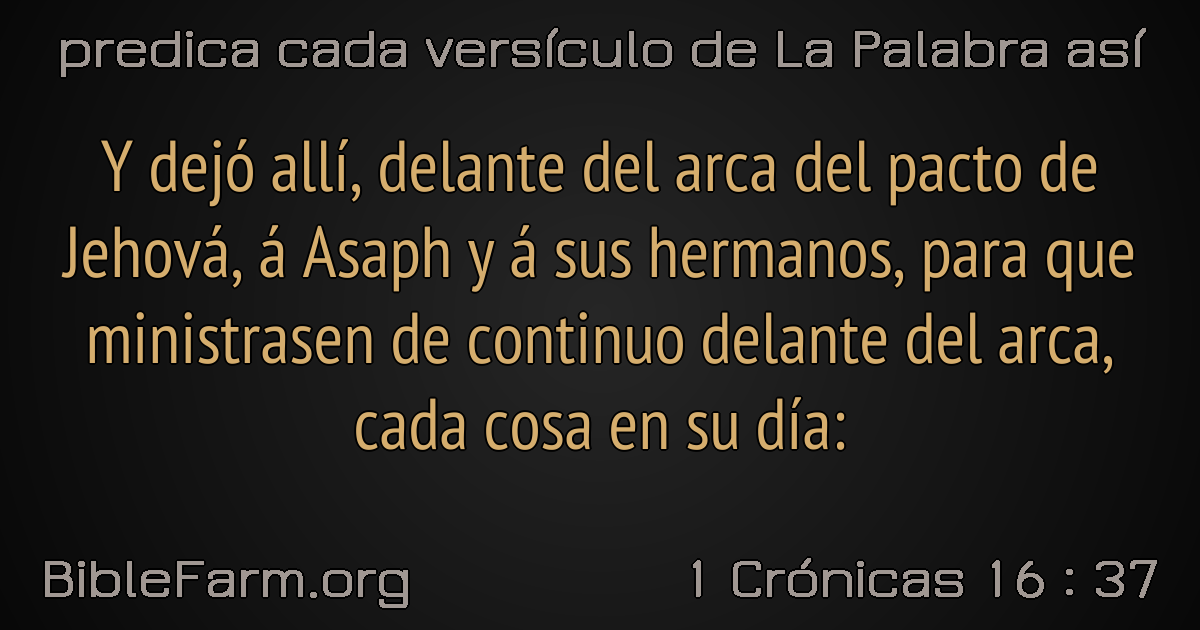 predica cada versículo de La Palabra así
Y dejó allí, delante del arca del pacto de
Jehová, á Asaph y á sus hermanos, para que
ministrasen de continuo delante del arca,
cada cosa en su día:
BibleFarm.org
1 Crónicas 16 : 37